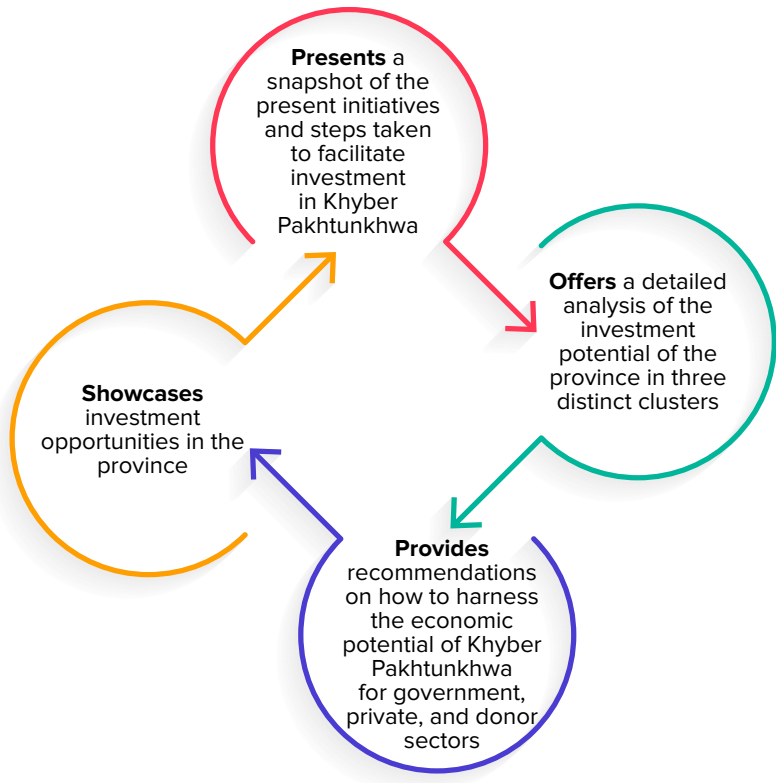 Presents a
snapshot of the
present initiatives
and steps taken
to facilitate
investment
in Khyber
Pakhtunkhwa
Offers a detailed
analysis of the
investment
potential of the
province in three
distinct clusters
Provides
recommendations
on how to harness
the economic
potential of Khyber
Pakhtunkhwa
for government,
private, and donor
sectors
Showcases
investment
opportunities in the
province